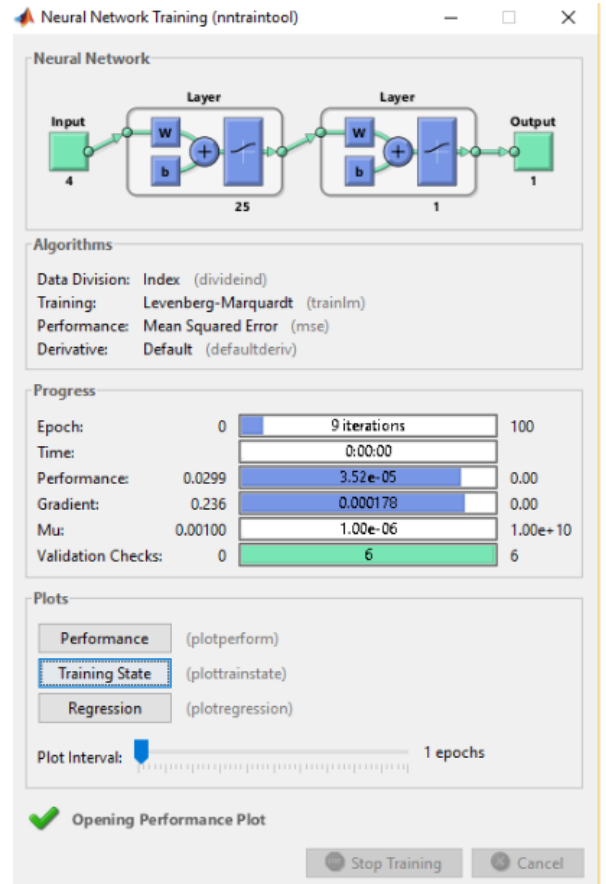 Neural Network Training (nntraintool)
Neural Network
Layer Layer
Input Output
W W
b b
4 1
25 1
Algorithms
Data Division: Index (divideind)
Training: Levenberg-Marquardt (trainlm)
Performance: Mean Squared Error (mse)
Derivative: Default (defaultderiv)
Progress
Epoch: 0 9 iterations 100
Time: 0:00:00
Performance: 0.0299 3.52e-05 0.00
Gradient: 0.236 0.000178 0.00
Mu: 0.00100 1.00e-06 1.00e+10
Validation Checks: 0 6 6
Plots
Performance (plotperform)
Training State (plottrainstate)
Regression (plotregression)
Plot Interval: 1 epochs
Opening Performance Plot
Stop Training Cancel